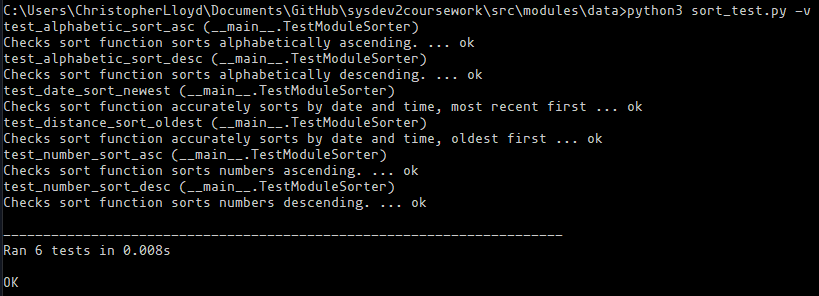 C:\Users\ChristopherLloyd\Documents\GitHub\sysdev2coursework\src\modules\data>python3 sort_test.py -v
test_alphabetic_sort_asc (__main__.TestModuleSorter)
Checks sort function sorts alphabetically ascending. ... ok
test_alphabetic_sort_desc (__main__.TestModuleSorter)
Checks sort function sorts alphabetically descending. ... ok
test_date_sort_newest (__main__.TestModuleSorter)
Checks sort function accurately sorts by date and time, most recent first ... ok
test_distance_sort_oldest (__main__.TestModuleSorter)
Checks sort function accurately sorts by date and time, oldest first ... ok
test_number_sort_asc (__main__.TestModuleSorter)
Checks sort function sorts numbers ascending. ... ok
test_number_sort_desc (__main__.TestModuleSorter)
Checks sort function sorts numbers descending. ... ok
----------------------------------------------------------------------
Ran 6 tests in 0.008s
OK